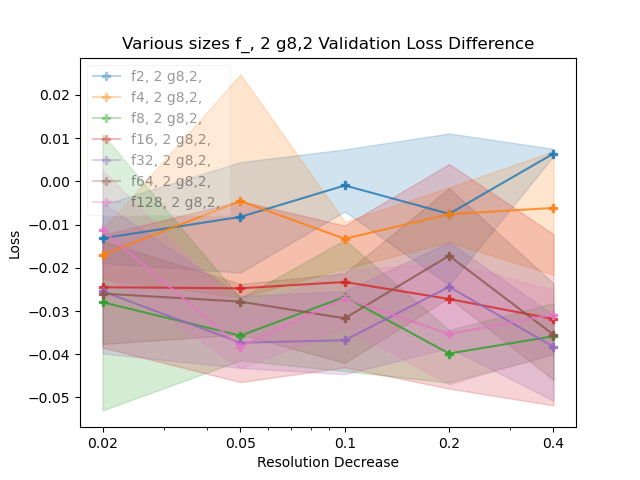 Various sizes f_, 2 g8,2 Validation Loss Difference
f2, 2 g8,2,
f4, 2 g8,2,
f8, 2 g8,2,
f16, 2 g8,2,
f32, 2 g8,2,
f64, 2 g8,2,
f128, 2 g8,2,
0.02
0.01
0.00
−0.01
−0.02
−0.03
−0.04
−0.05
Loss
0.02
0.05
0.1
0.2
0.4
Resolution Decrease